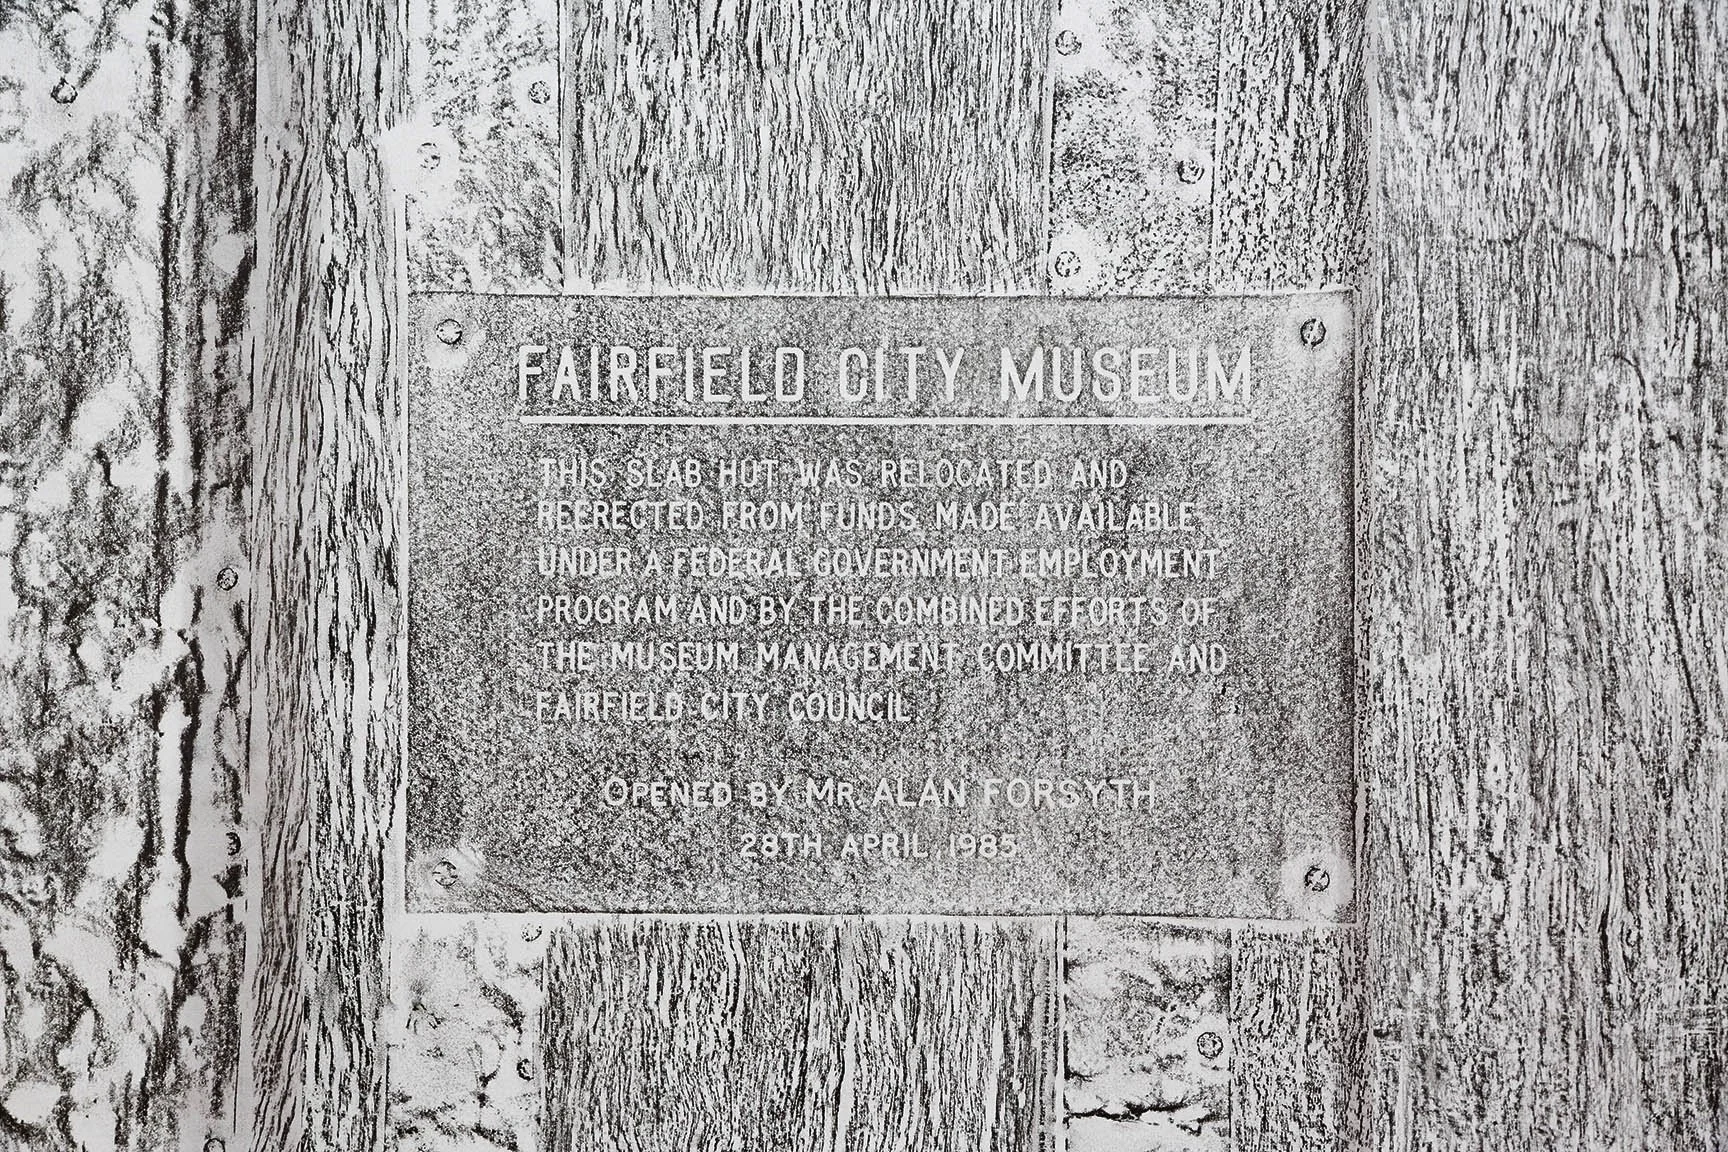 FAIRFIELD CITY MUSEUM
THIS SLAB HUT WAS RELOCATED AND
REERECTED FROM FUNDS MADE AVAILABLE
UNDER A FEDERAL GOVERNMENT EMPLOYMENT
PROGRAM AND BY THE COMBINED EFFORTS OF
THE MUSEUM MANAGEMENT COMMITTEE AND
FAIRFIELD CITY COUNCIL.
OPENED BY MR. ALAN FORSYTH
28TH APRIL 1985